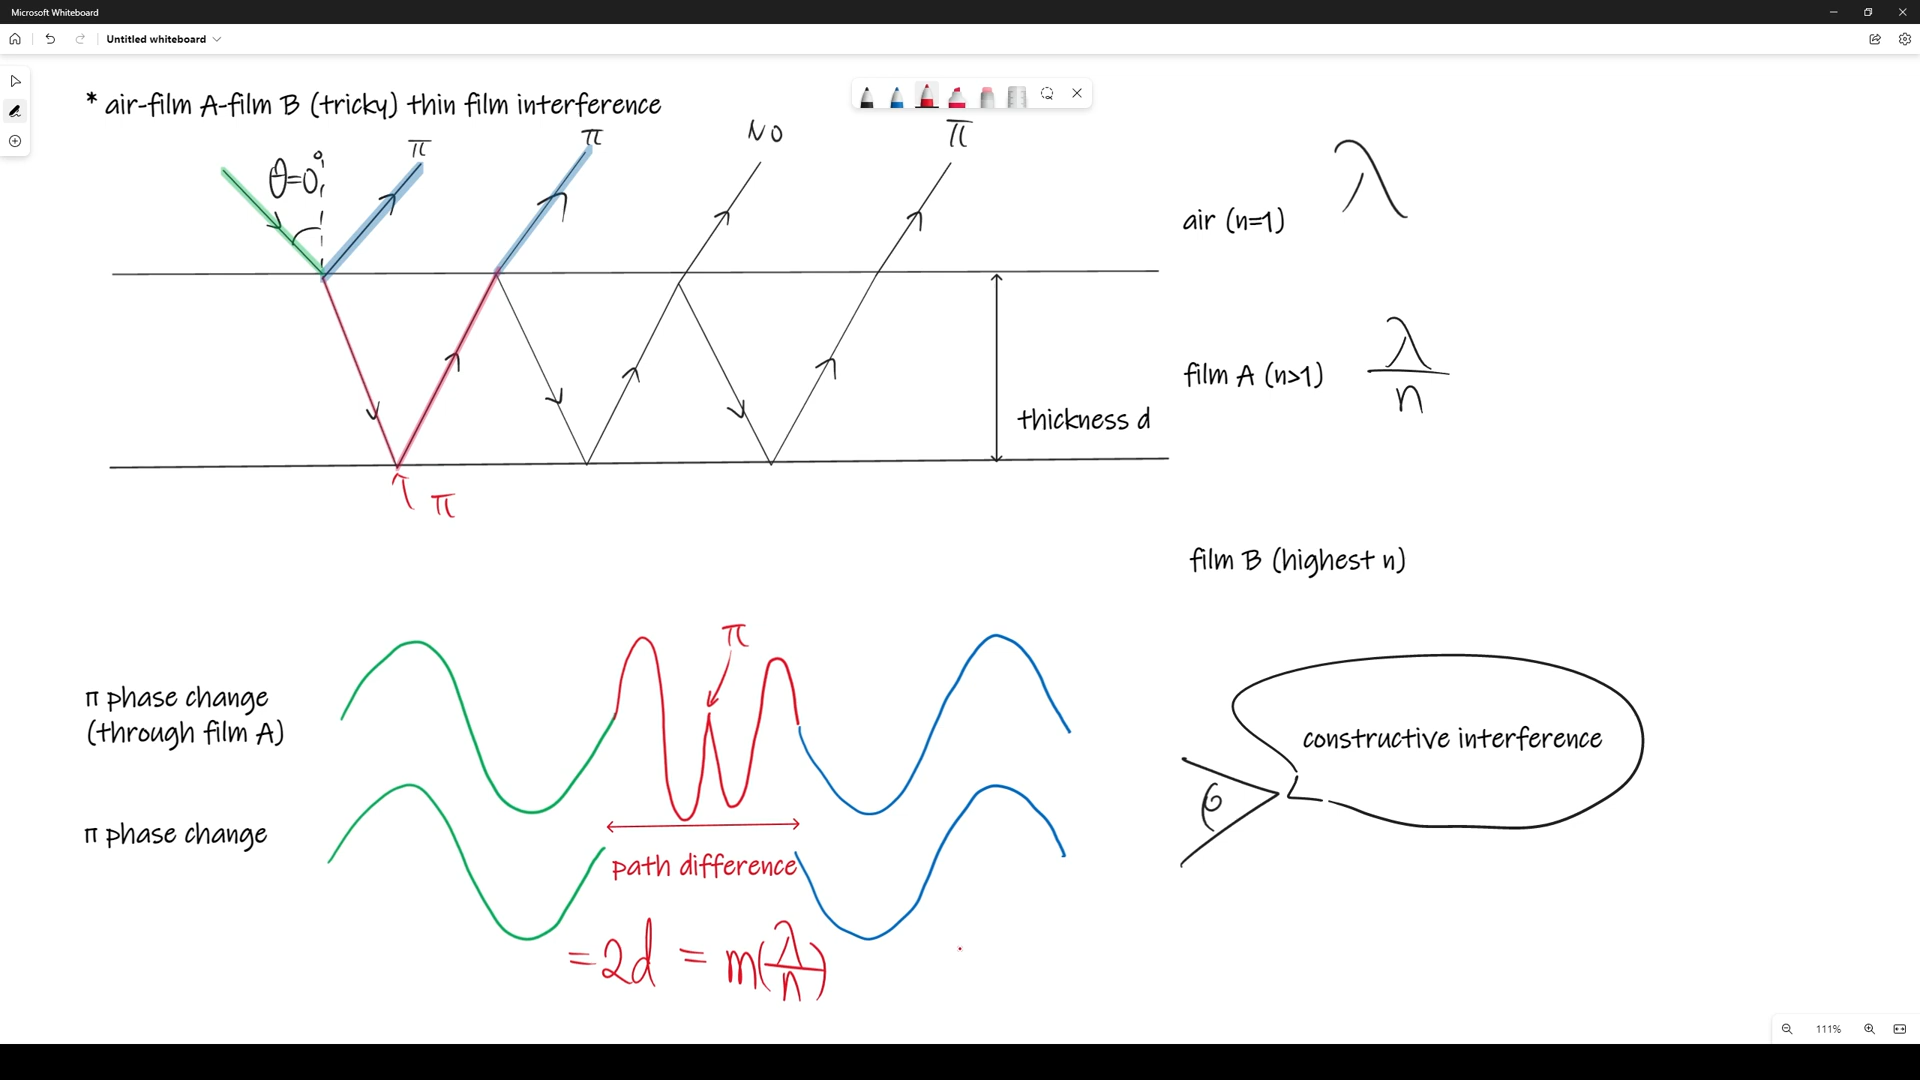 Microsoft Whiteboard
Untitled whiteboard
* air-film A-film B (tricky) thin film interference
θ=0°
π
π
NO
π
air (n=1)
λ
film A (n>1)
λ/n
thickness d
π
film B (highest n)
π
π phase change
(through film A)
constructive interference
π phase change
path difference
=2d = m(λ/n)
111%